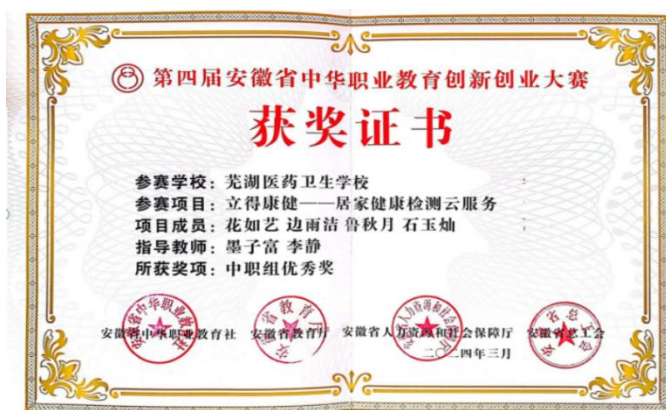 第四届安徽省中华职业教育创新创业大赛
获奖证书
参赛学校：芜湖医药卫生学校
参赛项目：立得康健——居家健康检测云服务
项目成员：花如艺 边雨洁 鲁秋月 石玉灿
指导教师：墨子富 李静
所获奖项：中职组优秀奖
安徽省中华职业教育社 安徽省教育厅 安徽省人力资源和社会保障厅 安徽省总工会
二〇二四年三月